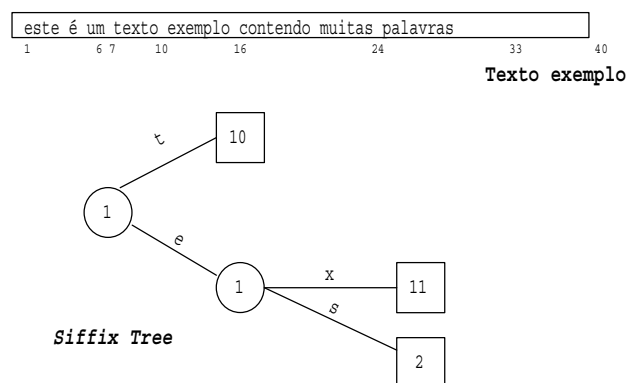 este é um texto exemplo contendo muitas palavras
1 6 7 10 16 24 33 40
Texto exemplo
t
10
1
e
1
x
11
s
Siffix Tree
2